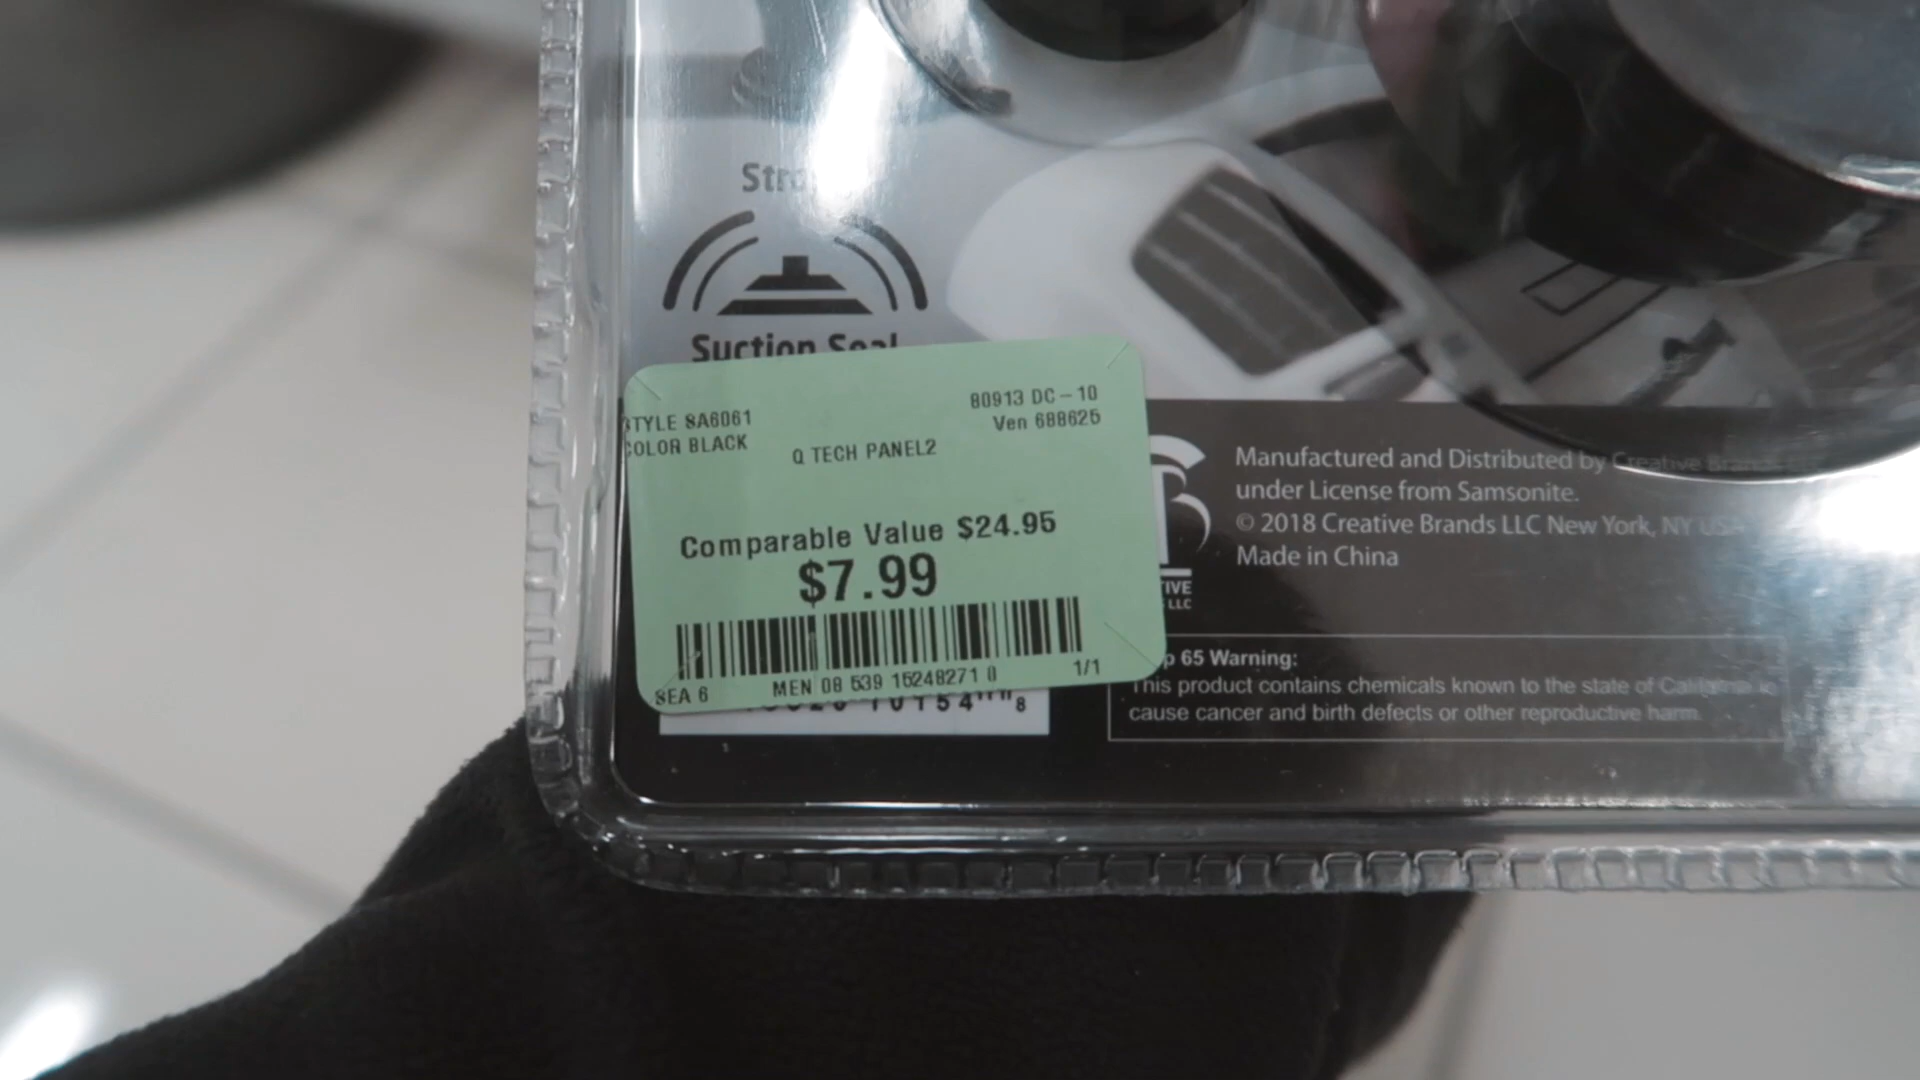 Suction Seal
STYLE 8A6061
COLOR BLACK
80913 DC-10
Ven 688625
Q TECH PANEL2
Comparable Value $24.95
$7.99
SEA 6
MEN 08 539 15248271 0
1/1
8
Manufactured and Distributed by Creative Brands
under License from Samsonite.
© 2018 Creative Brands LLC New York, NY USA
Made in China
LLC
65 Warning:
This product contains chemicals known to the state of California to
cause cancer and birth defects or other reproductive harm.